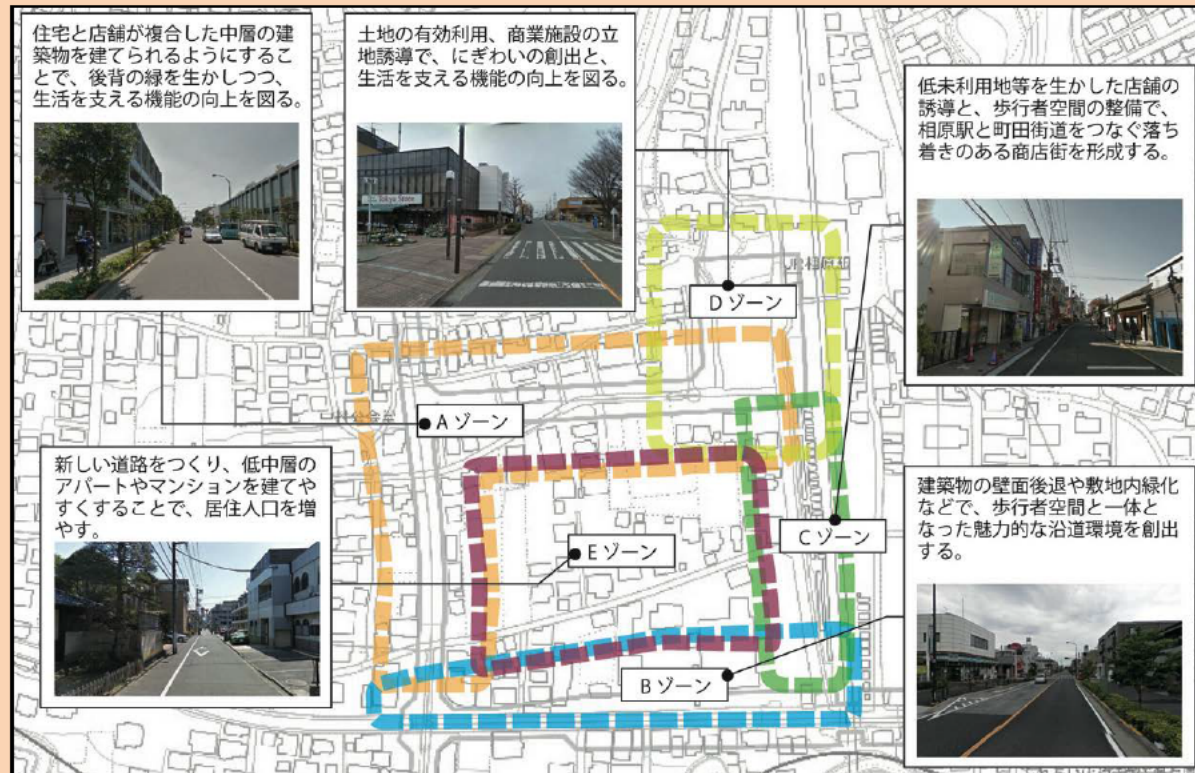 住宅と店舗が複合した中層の建
築物を建てられるようにするこ
とで、後背の緑を生かしつつ、
生活を支える機能の向上を図る。
土地の有効利用、商業施設の立
地誘導で、にぎわいの創出と、
生活を支える機能の向上を図る。
低未利用地等を生かした店舗の
誘導と、歩行者空間の整備で、
相原駅と町田街道をつなぐ落ち
着きのある商店街を形成する。
Tokyu Store
JR相原駅
Dゾーン
Aゾーン
新しい道路をつくり、低中層の
アパートやマンションを建てや
すくすることで、居住人口を増
やす。
Eゾーン
Cゾーン
建築物の壁面後退や敷地内緑化
などで、歩行者空間と一体と
なった魅力的な沿道環境を創出
する。
Bゾーン